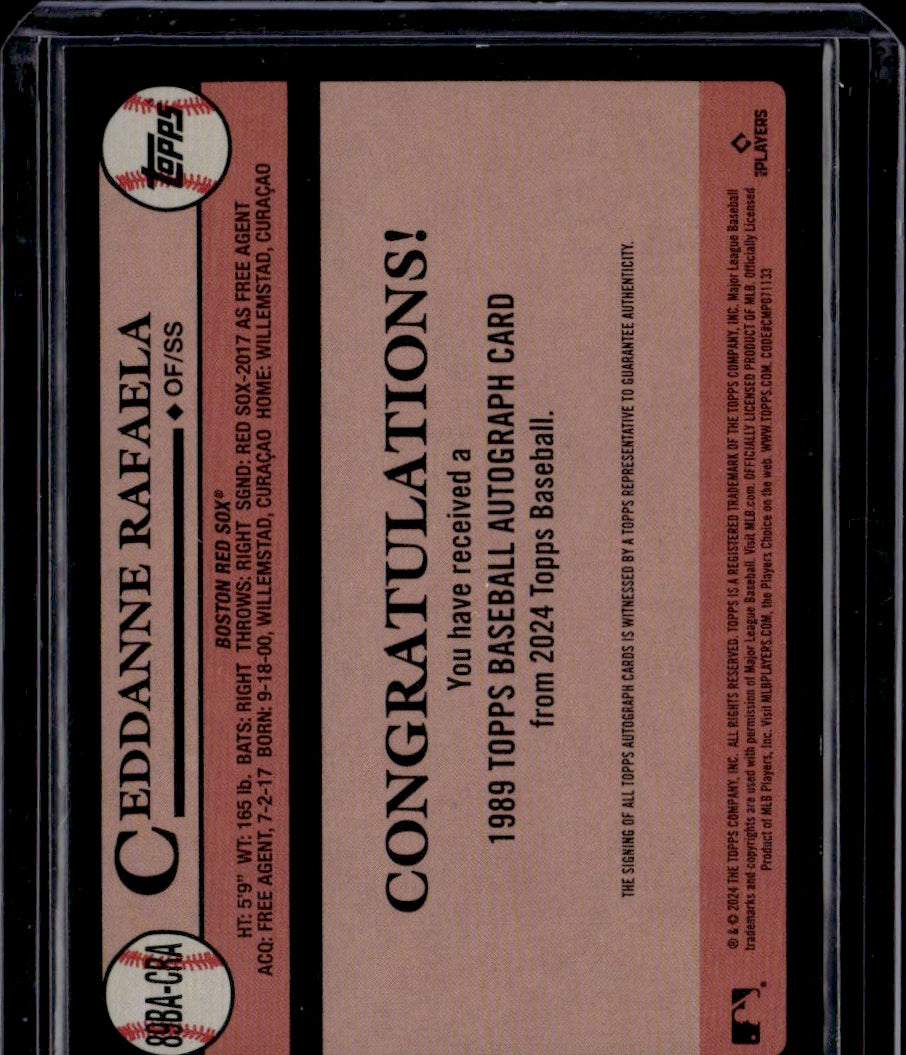 89BA-CRA
CEDDANNE RAFAELA
◆ OF/SS
topps
BOSTON RED SOX®
HT: 5'9" WT: 165 lb. BATS: RIGHT THROWS: RIGHT SGND: RED SOX-2017 AS FREE AGENT
ACQ: FREE AGENT, 7-2-17 BORN: 9-18-00, WILLEMSTAD, CURAÇAO HOME: WILLEMSTAD, CURAÇAO
CONGRATULATIONS!
You have received a
1989 TOPPS BASEBALL AUTOGRAPH CARD
from 2024 Topps Baseball.
THE SIGNING OF ALL TOPPS AUTOGRAPH CARDS IS WITNESSED BY A TOPPS REPRESENTATIVE TO GUARANTEE AUTHENTICITY.
® & © 2024 THE TOPPS COMPANY, INC. ALL RIGHTS RESERVED. TOPPS IS A REGISTERED TRADEMARK OF THE TOPPS COMPANY, INC. Major League Baseball
trademarks and copyrights are used with permission of Major League Baseball. Visit MLB.com. OFFICIALLY LICENSED PRODUCT OF MLB. Officially Licensed
Product of MLB Players, Inc. Visit MLBPLAYERS.COM, the Players Choice on the web. WWW.TOPPS.COM. CODE#CMP071133
MLB PLAYERS